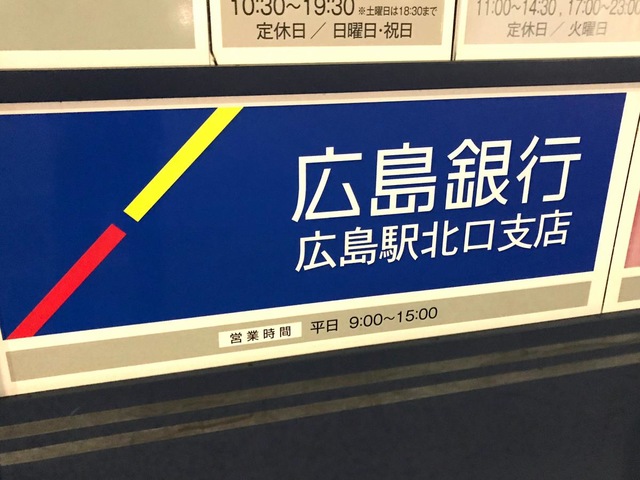 10:30～19:30 ※土曜日は18:30まで
定休日／日曜日・祝日
11:00~14:30，17:00~23:00
定休日／火曜日
広島銀行
広島駅北口支店
営業時間 平日 9:00～15:00